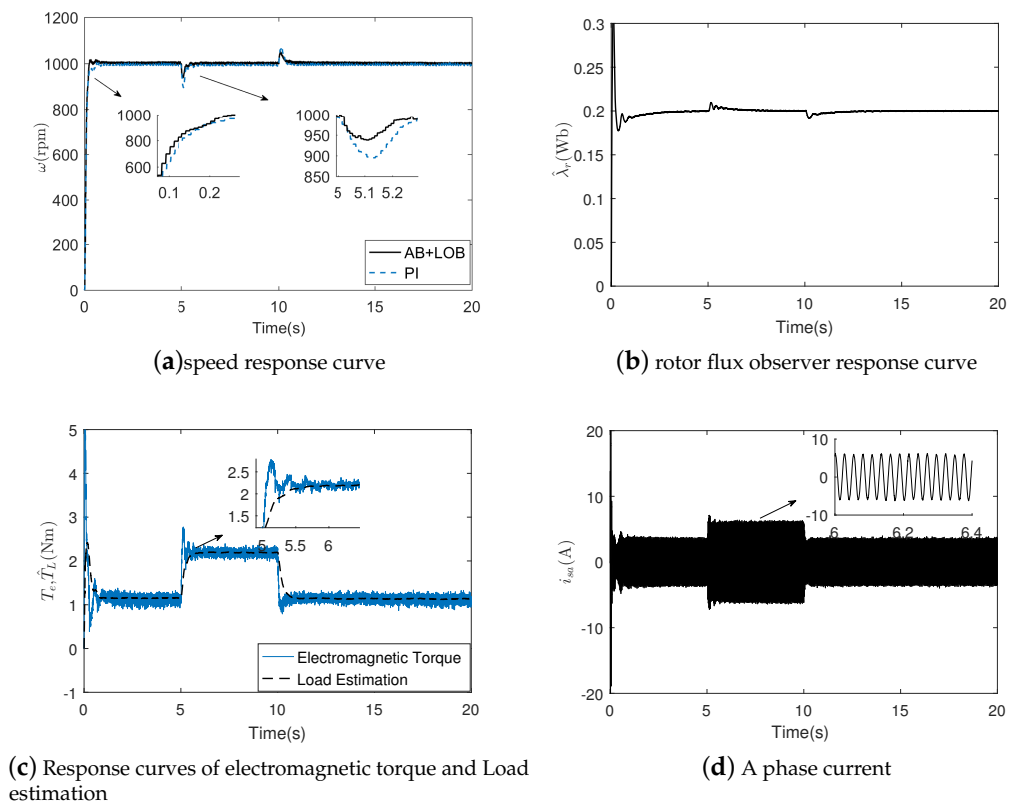 1200
1000
800
600
400
200
0
ω(rpm)
1000
800
600
0.1 0.2
1000
950
900
850
5 5.1 5.2
AB+LOB
PI
0 5 10 15 20
Time(s)
(a)speed response curve
0.3
0.25
0.2
0.15
0.1
0.05
0
λ̂r(Wb)
0 5 10 15 20
Time(s)
(b) rotor flux observer response curve
5
4
3
2
1
0
-1
Te,T̂L(Nm)
2.5
2
1.5
5 5.5 6
Electromagnetic Torque
Load Estimation
0 5 10 15 20
Time(s)
(c) Response curves of electromagnetic torque and Load
estimation
20
10
0
-10
-20
isa(A)
10
0
-10
6 6.2 6.4
0 5 10 15 20
Time(s)
(d) A phase current